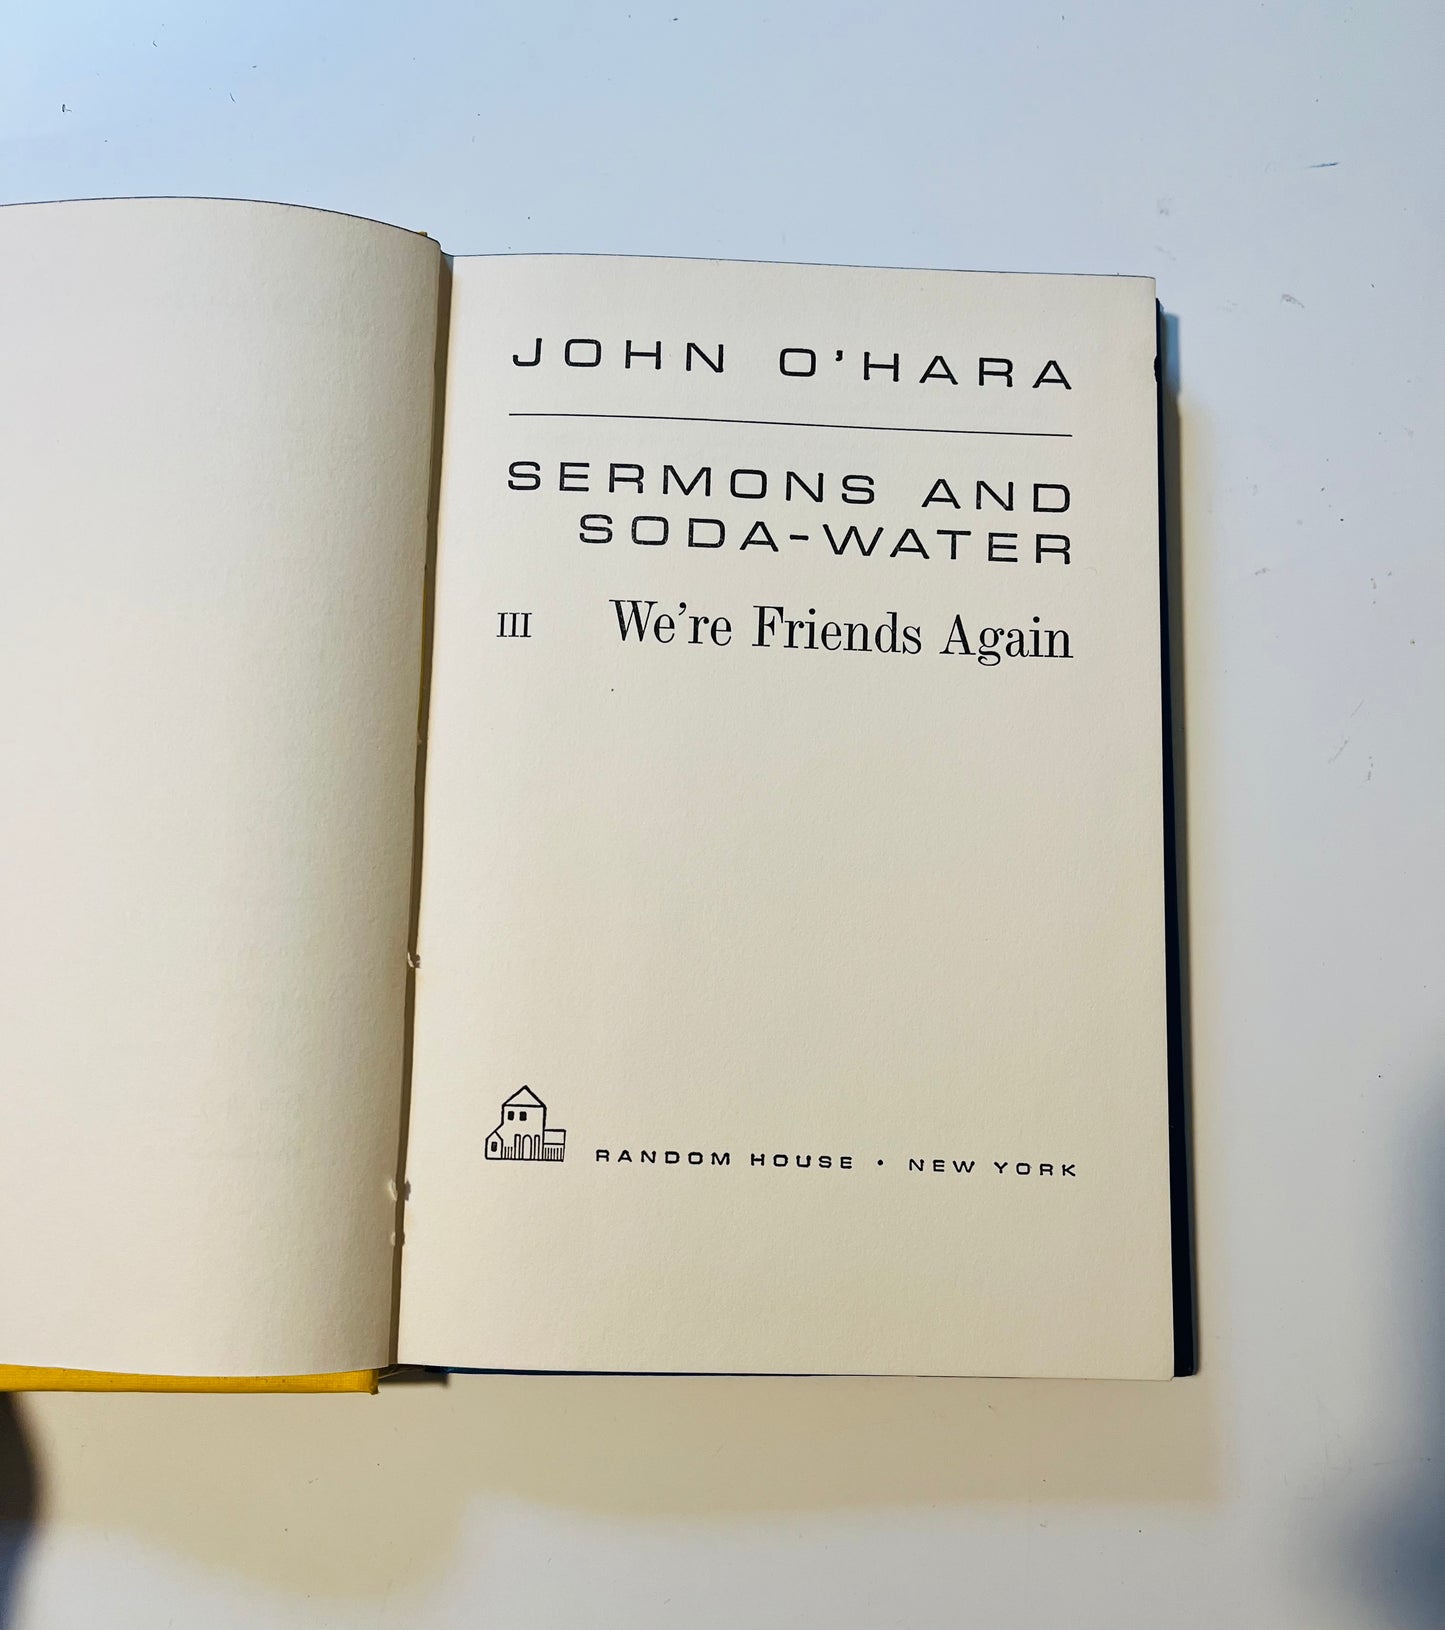 JOHN O'HARA
SERMONS AND
SODA-WATER
III We're Friends Again
RANDOM HOUSE • NEW YORK